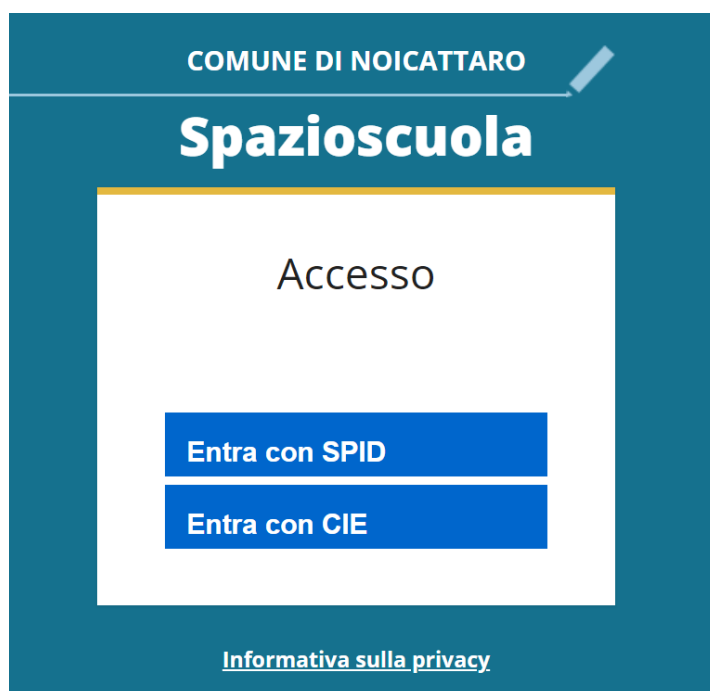 COMUNE DI NOICATTARO
Spazioscuola
Accesso
Entra con SPID
Entra con CIE
Informativa sulla privacy